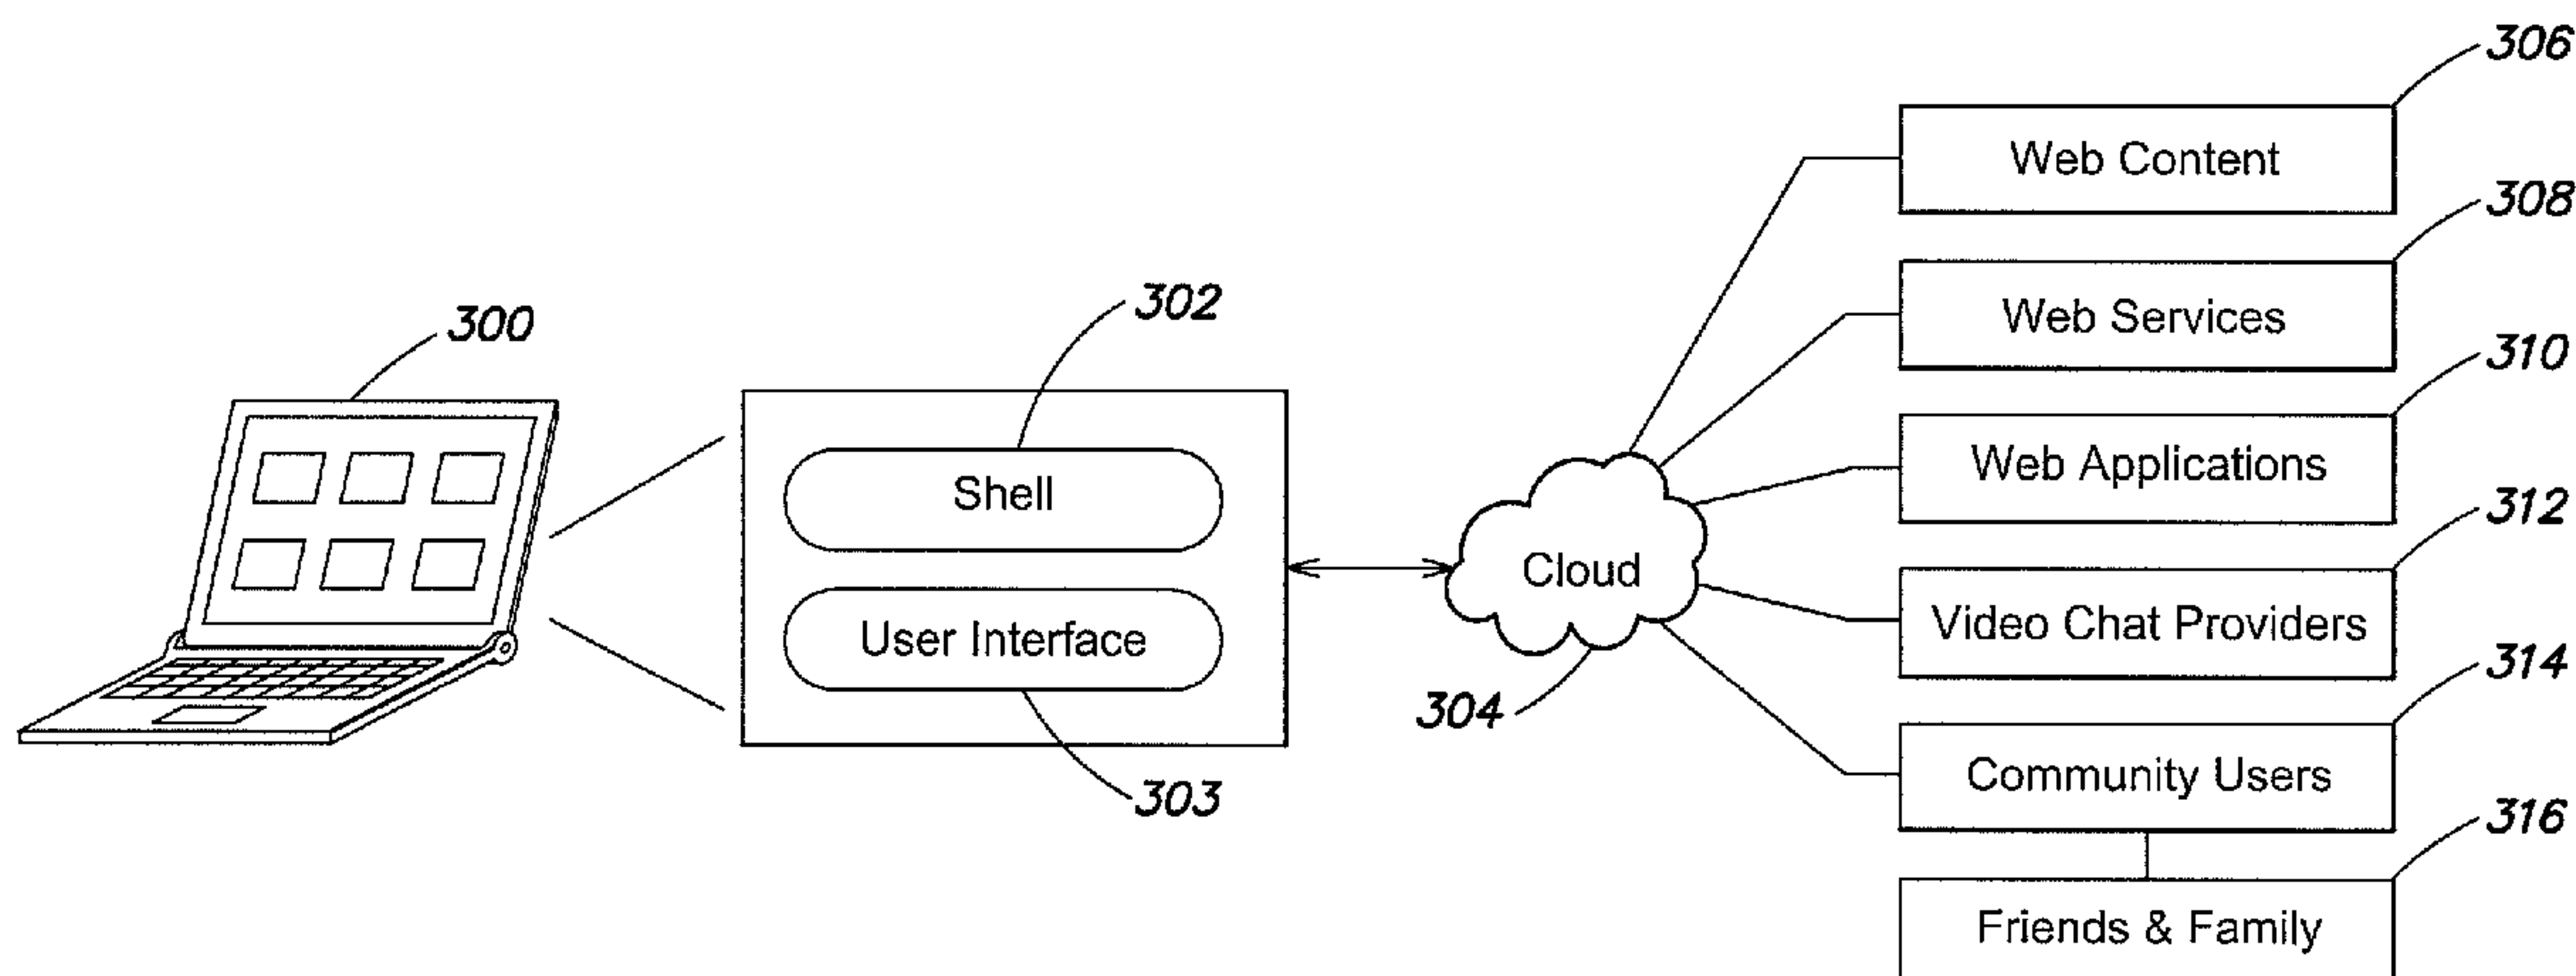 306
Web Content
308
Web Services
310
Web Applications
312
Video Chat Providers
314
Community Users
316
Friends & Family
300
302
Shell
User Interface
303
Cloud
304